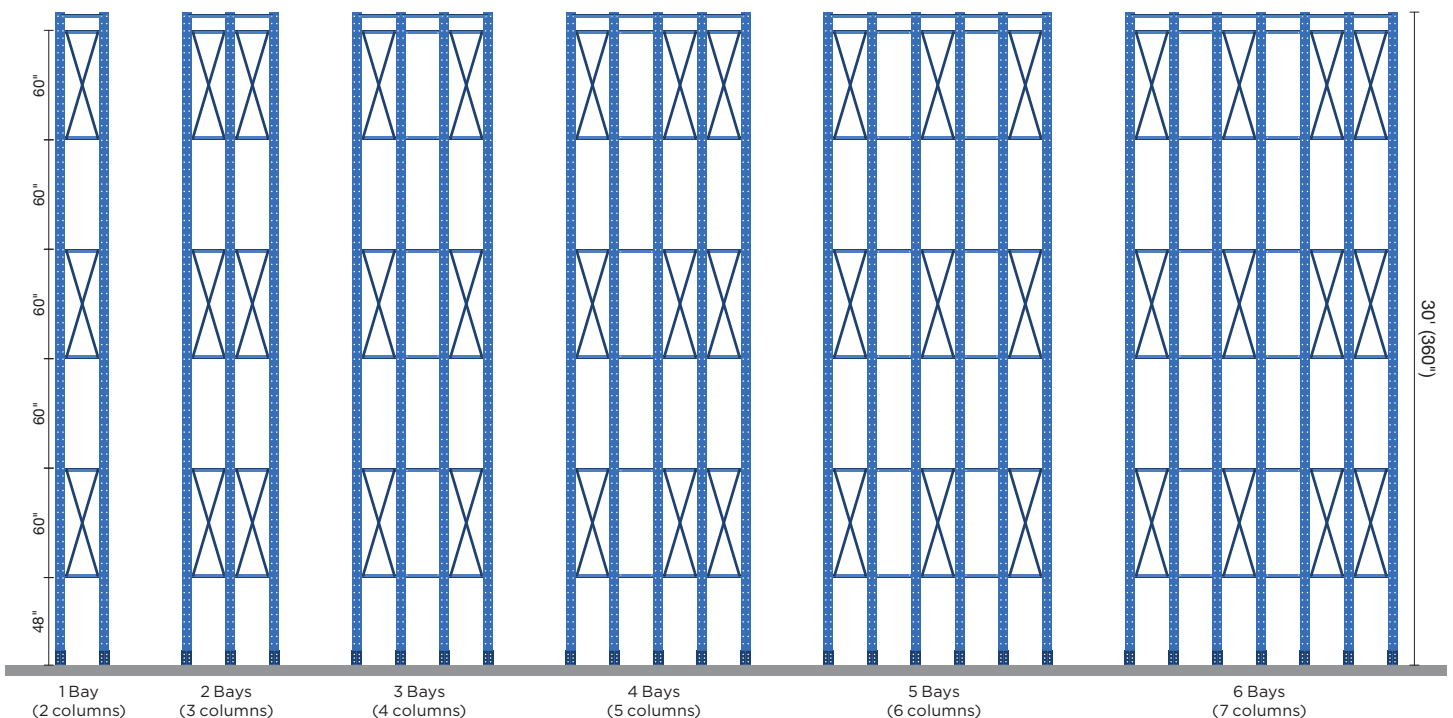 60"
60"
60"
60"
60"
48"
30' (360")
1 Bay
(2 columns)
2 Bays
(3 columns)
3 Bays
(4 columns)
4 Bays
(5 columns)
5 Bays
(6 columns)
6 Bays
(7 columns)